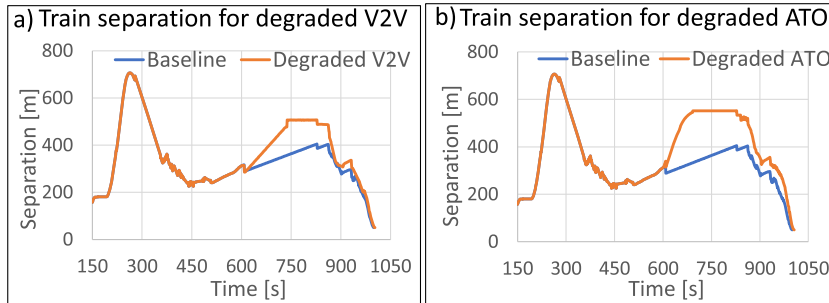 a) Train separation for degraded V2V
Baseline Degraded V2V
Separation [m]
800
600
400
200
0
150 300 450 600 750 900 1050
Time [s]
b) Train separation for degraded ATO
Baseline Degraded ATO
Separation [m]
800
600
400
200
0
150 300 450 600 750 900 1050
Time [s]